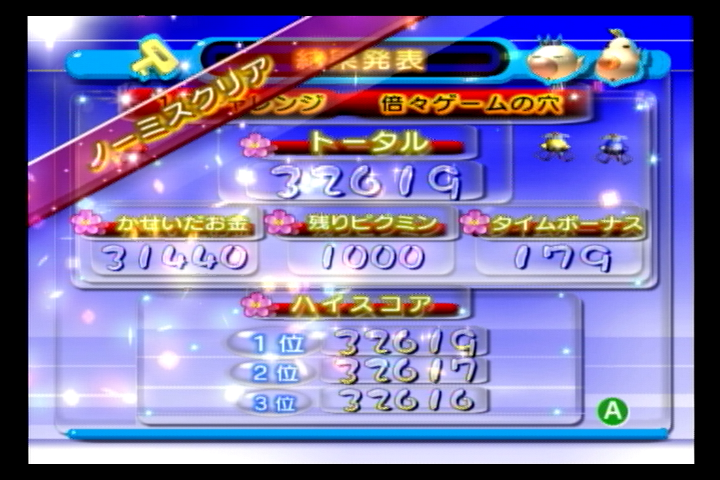 結果発表
ノーミスクリア
チャレンジ 倍々ゲームの穴
トータル
32619
かせいだお金 残りピクミン タイムボーナス
31440 1000 179
ハイスコア
1位 32619
2位 32617
3位 32616
A